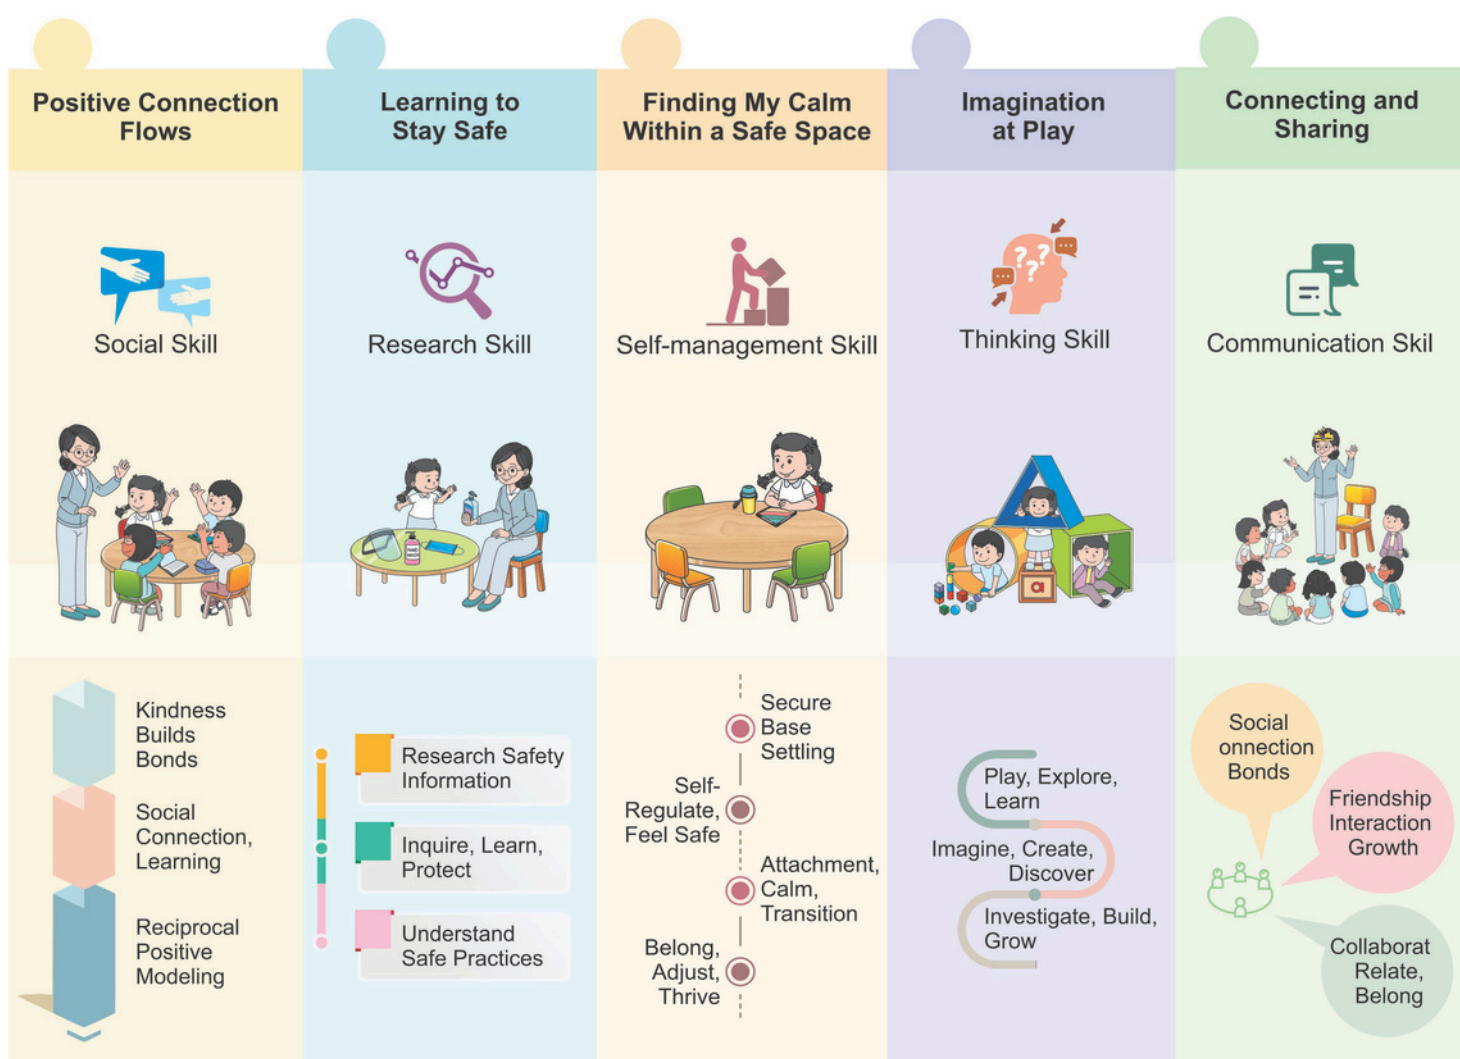 Positive Connection
Flows
Learning to
Stay Safe
Finding My Calm
Within a Safe Space
Imagination
at Play
Connecting and
Sharing
Social Skill
Research Skill
Self-management Skill
Thinking Skill
Communication Skil
???
HAND
WASH
a
Kindness
Builds
Bonds
Social
Connection,
Learning
Reciprocal
Positive
Modeling
Research Safety
Information
Inquire, Learn,
Protect
Understand
Safe Practices
Secure
Base
Settling
Self-
Regulate,
Feel Safe
Attachment,
Calm,
Transition
Belong,
Adjust,
Thrive
Play, Explore,
Learn
Imagine, Create,
Discover
Investigate, Build,
Grow
Social
onnection
Bonds
Friendship
Interaction
Growth
Collaborat
Relate,
Belong